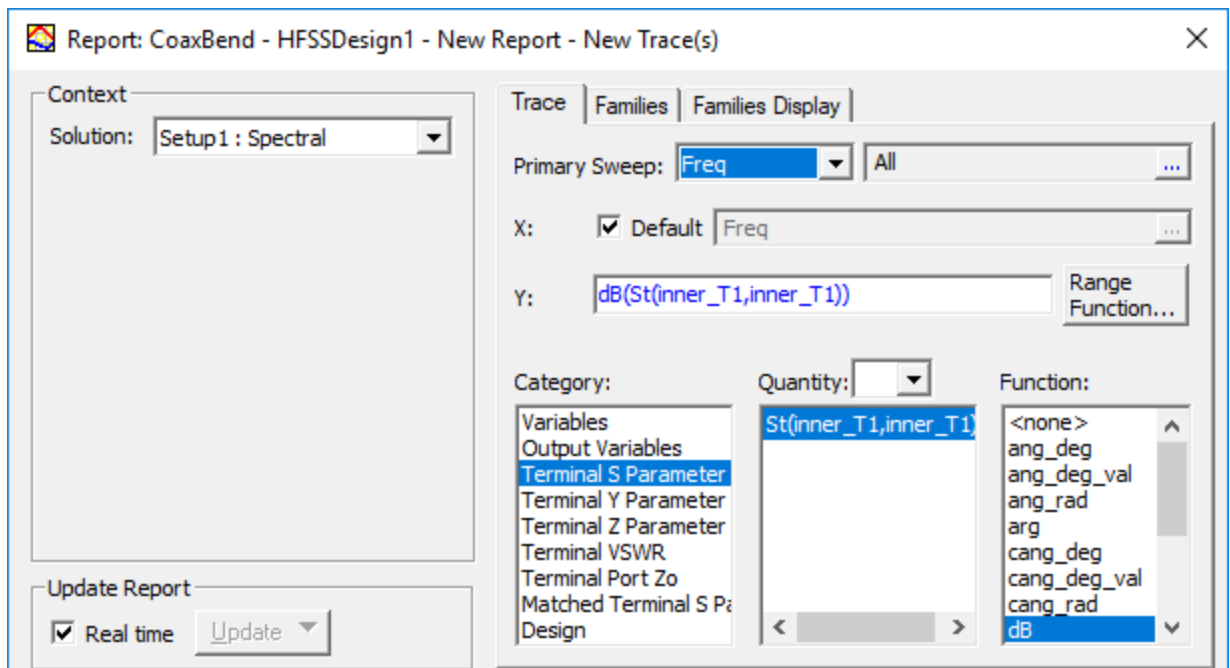 Report: CoaxBend - HFSSDesign1 - New Report - New Trace(s)
Context
Solution: Setup1 : Spectral
Trace Families Families Display
Primary Sweep: Freq All ...
X: Default Freq ...
Y: dB(St(inner_T1,inner_T1)) Range Function...
Category:
Variables
Output Variables
Terminal S Parameter
Terminal Y Parameter
Terminal Z Parameter
Terminal VSWR
Terminal Port Zo
Matched Terminal S Pa
Design
Quantity:
St(inner_T1,inner_T1)
Function:
<none>
ang_deg
ang_deg_val
ang_rad
arg
cang_deg
cang_deg_val
cang_rad
dB
Update Report
Real time Update